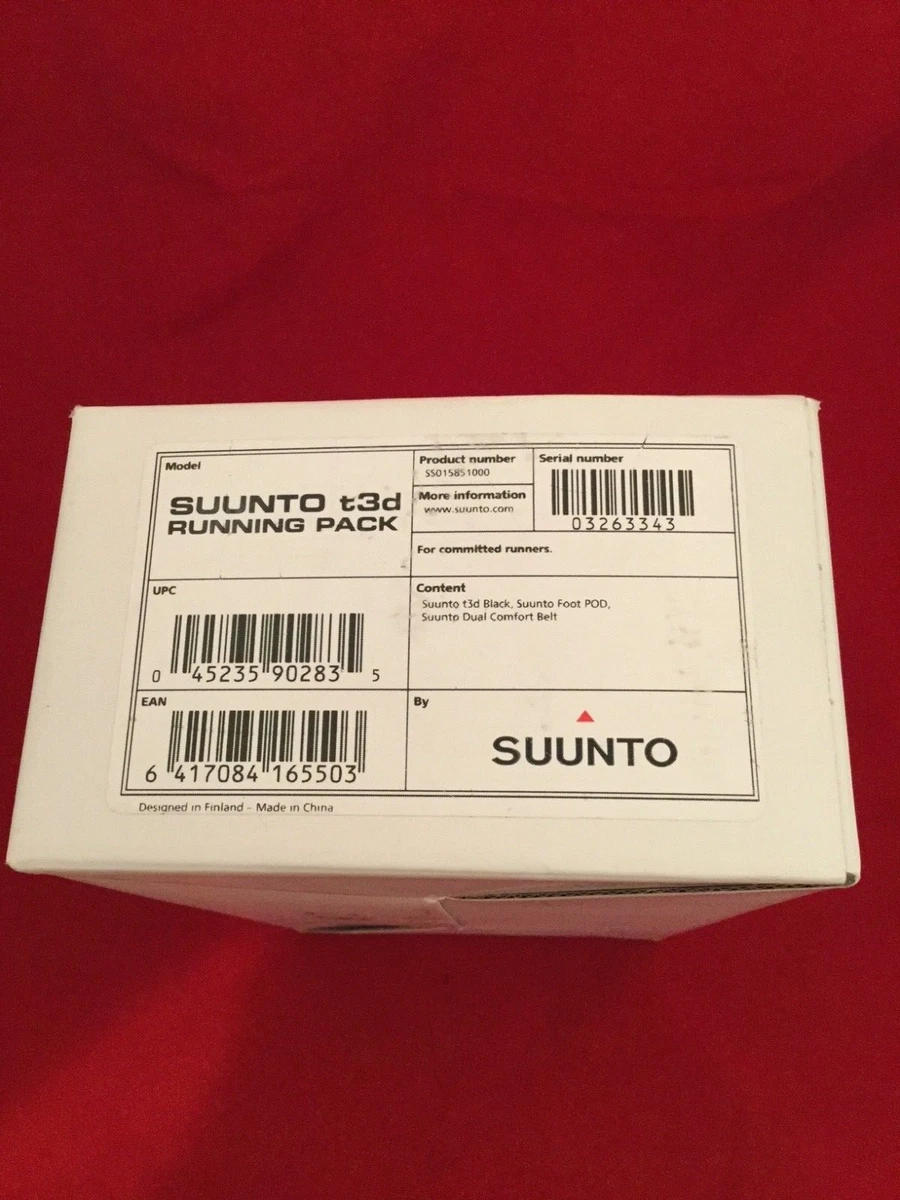 Model
SUUNTO t3d
RUNNING PACK
Product number
SS015851000
More information
www.suunto.com
Serial number
03263343
For committed runners.
UPC
0 45235 90283 5
Content
Suunto t3d Black, Suunto Foot POD,
Suunto Dual Comfort Belt
EAN
6 417084 165503
By
SUUNTO
Designed in Finland - Made in China